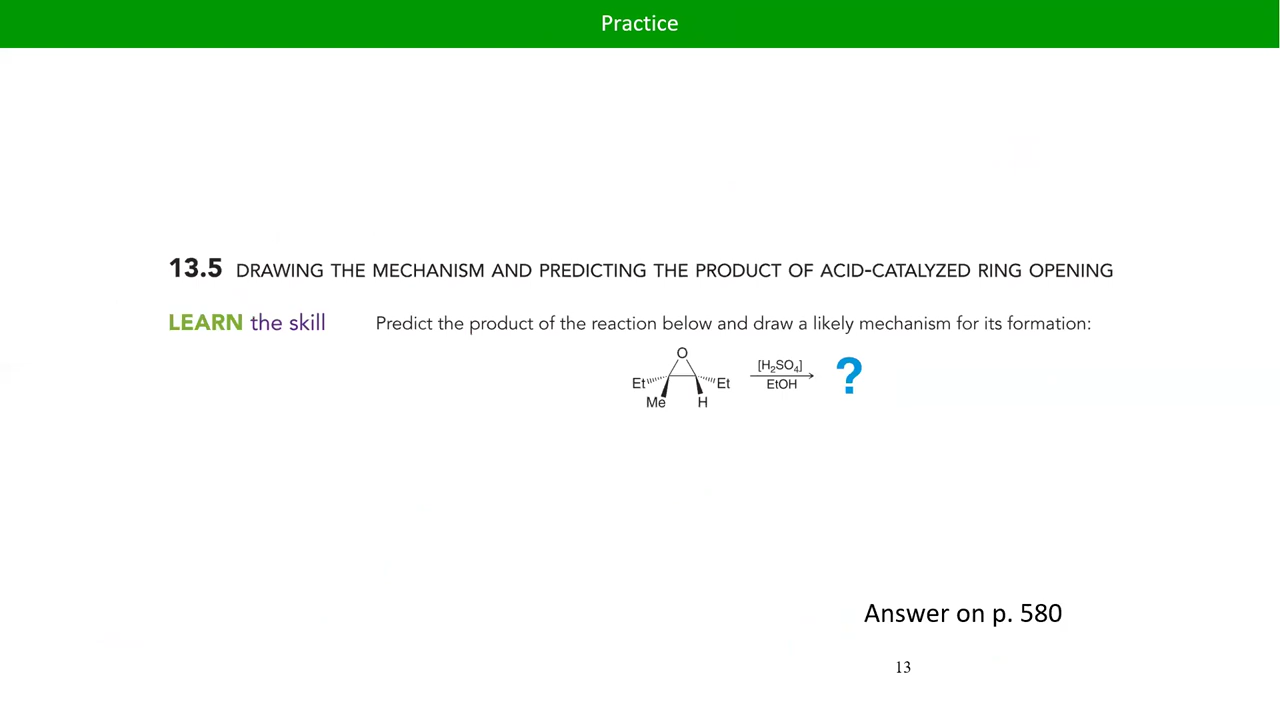 Practice
13.5 DRAWING THE MECHANISM AND PREDICTING THE PRODUCT OF ACID-CATALYZED RING OPENING
LEARN the skill Predict the product of the reaction below and draw a likely mechanism for its formation:
O
Et Et
Me H
[H₂SO₄]
EtOH
?
Answer on p. 580
13